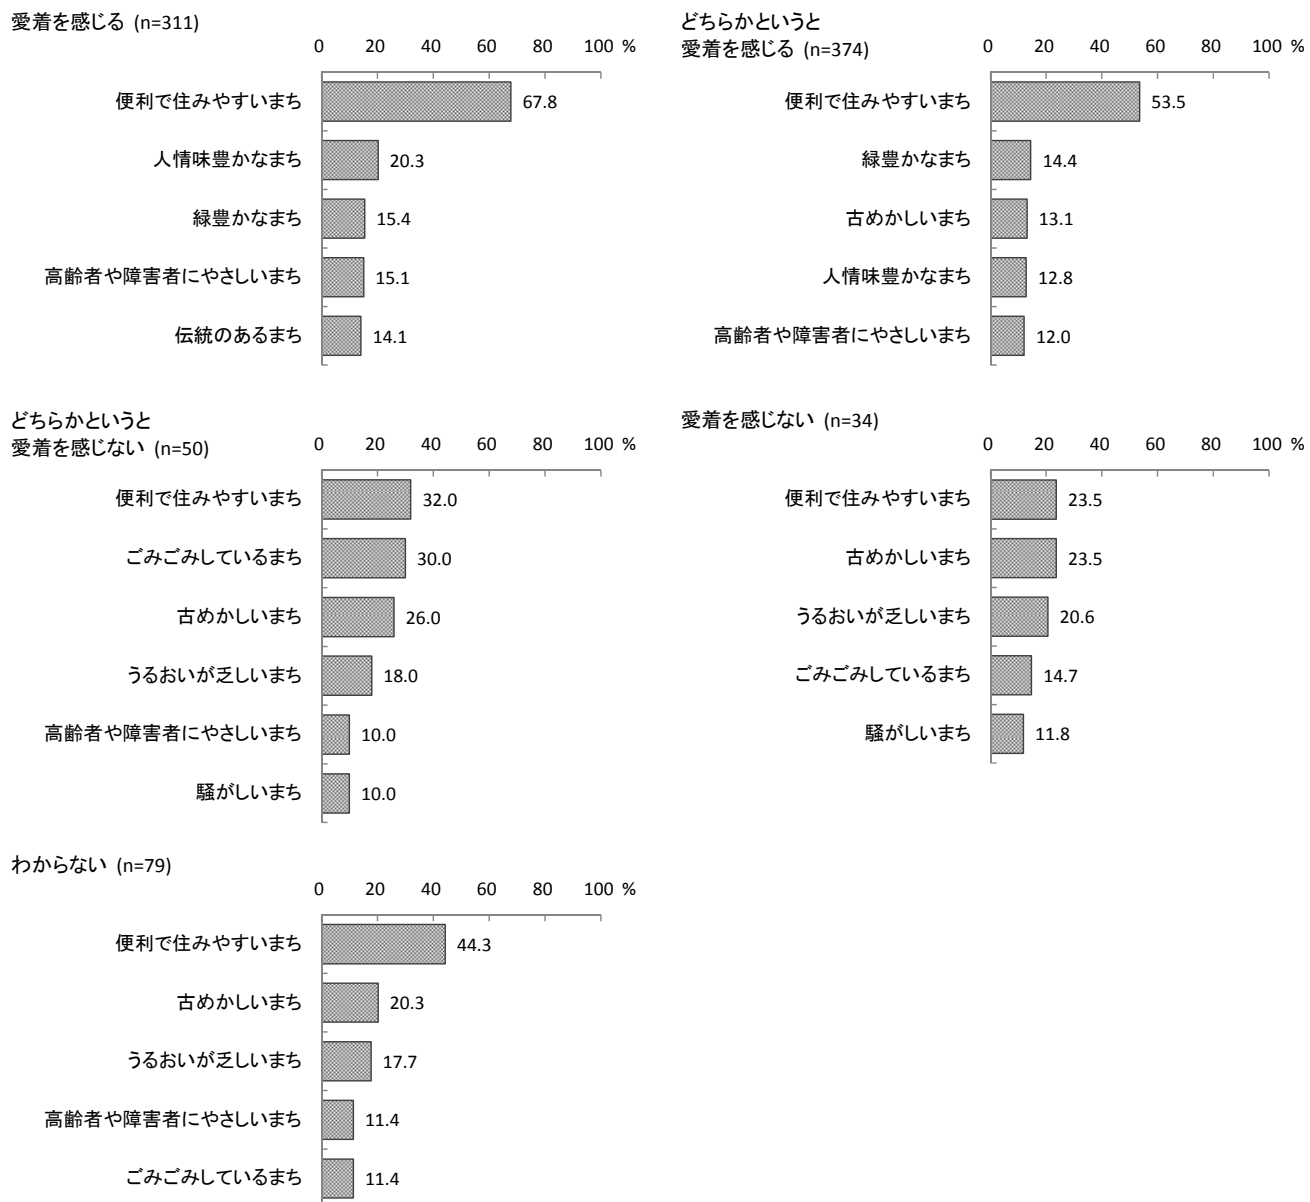 愛着を感じる (n=311)
0 20 40 60 80 100 %
便利で住みやすいまち 67.8
人情味豊かなまち 20.3
緑豊かなまち 15.4
高齢者や障害者にやさしいまち 15.1
伝統のあるまち 14.1
どちらかというと
愛着を感じる (n=374)
0 20 40 60 80 100 %
便利で住みやすいまち 53.5
緑豊かなまち 14.4
古めかしいまち 13.1
人情味豊かなまち 12.8
高齢者や障害者にやさしいまち 12.0
どちらかというと
愛着を感じない (n=50)
0 20 40 60 80 100 %
便利で住みやすいまち 32.0
ごみごみしているまち 30.0
古めかしいまち 26.0
うるおいが乏しいまち 18.0
高齢者や障害者にやさしいまち 10.0
騒がしいまち 10.0
愛着を感じない (n=34)
0 20 40 60 80 100 %
便利で住みやすいまち 23.5
古めかしいまち 23.5
うるおいが乏しいまち 20.6
ごみごみしているまち 14.7
騒がしいまち 11.8
わからない (n=79)
0 20 40 60 80 100 %
便利で住みやすいまち 44.3
古めかしいまち 20.3
うるおいが乏しいまち 17.7
高齢者や障害者にやさしいまち 11.4
ごみごみしているまち 11.4